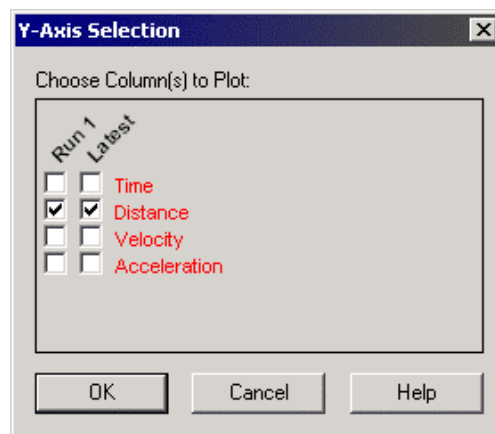 Y-Axis Selection
Choose Column(s) to Plot:
Run 1 Latest
Time
Distance
Velocity
Acceleration
OK Cancel Help